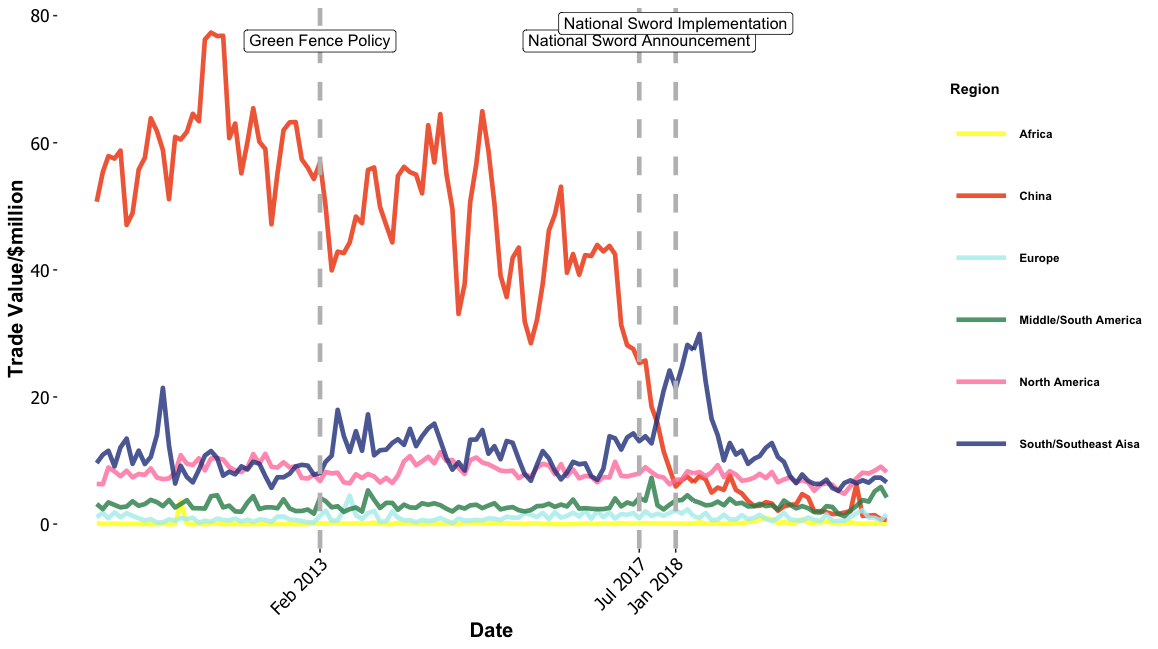 80
60
40
20
0
Trade Value/$million
Green Fence Policy
National Sword Implementation
National Sword Announcement
Feb 2013
Jul 2017
Jan 2018
Date
Region
Africa
China
Europe
Middle/South America
North America
South/Southeast Aisa